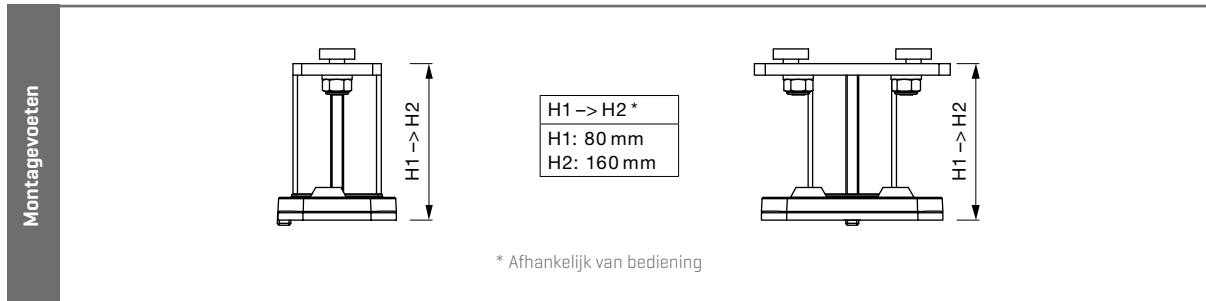 Montagevoeten
H1 –> H2
H1 –> H2 *
H1: 80 mm
H2: 160 mm
H1 –> H2
* Afhankelijk van bediening